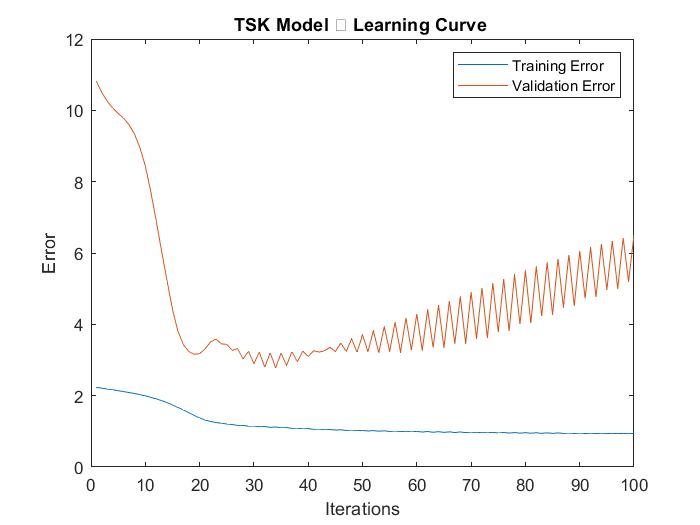 TSK Model □ Learning Curve
12
10
8
6
4
2
0
0 10 20 30 40 50 60 70 80 90 100
Error
Iterations
Training Error
Validation Error